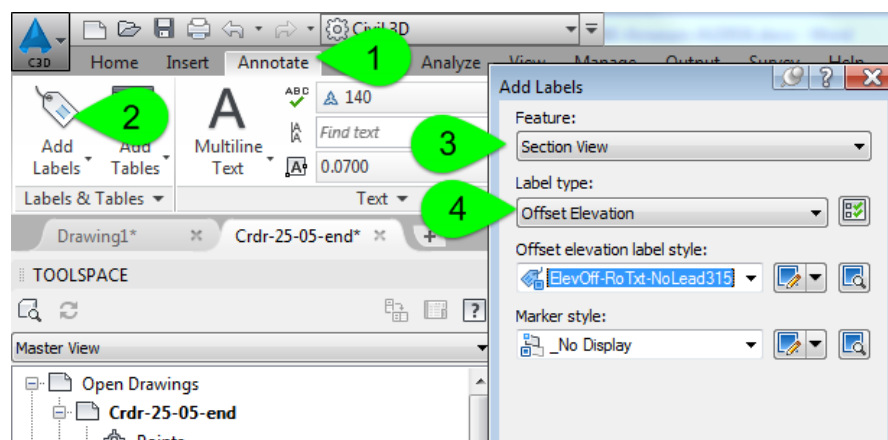 Civil 3D
C3D Home Insert Annotate 1 Analyze View Manage Output Survey Help
2
Add Labels
Add Tables
Multiline Text
ABC
140
Find text
0.0700
Labels & Tables
Text
Drawing1*
Crdr-25-05-end*
TOOLSPACE
Master View
Open Drawings
Crdr-25-05-end
Points
Add Labels
Feature:
3
Section View
Label type:
4
Offset Elevation
Offset elevation label style:
ElevOff-RoTxt-NoLead315
Marker style:
_No Display